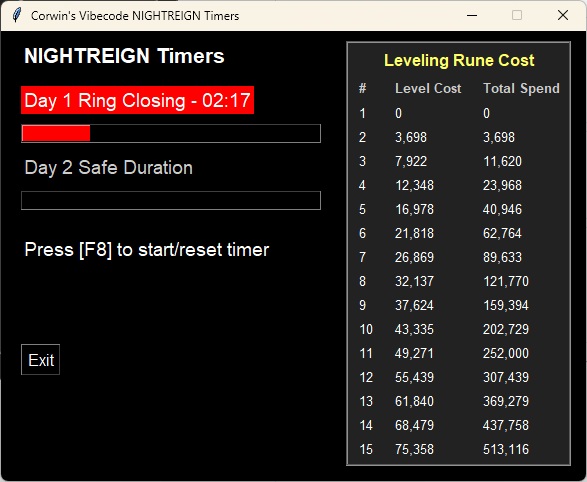 Corwin's Vibecode NIGHTREIGN Timers
NIGHTREIGN Timers
Day 1 Ring Closing - 02:17
Day 2 Safe Duration
Press [F8] to start/reset timer
Exit
Leveling Rune Cost
# Level Cost Total Spend
1 0 0
2 3,698 3,698
3 7,922 11,620
4 12,348 23,968
5 16,978 40,946
6 21,818 62,764
7 26,869 89,633
8 32,137 121,770
9 37,624 159,394
10 43,335 202,729
11 49,271 252,000
12 55,439 307,439
13 61,840 369,279
14 68,479 437,758
15 75,358 513,116